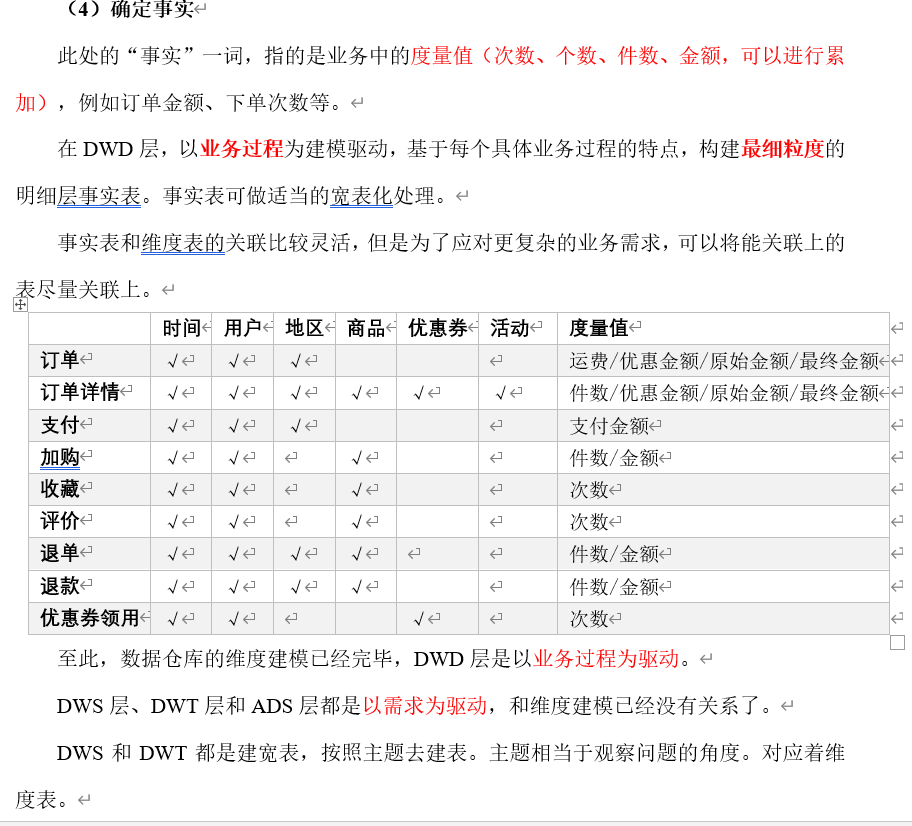 （4）确定事实
此处的“事实”一词，指的是业务中的度量值（次数、个数、件数、金额，可以进行累
加），例如订单金额、下单次数等。
在 DWD 层，以业务过程为建模驱动，基于每个具体业务过程的特点，构建最细粒度的
明细层事实表。事实表可做适当的宽表化处理。
事实表和维度表的关联比较灵活，但是为了应对更复杂的业务需求，可以将能关联上的
表尽量关联上。
时间 用户 地区 商品 优惠券 活动 度量值
订单 √ √ √ 运费/优惠金额/原始金额/最终金额
订单详情 √ √ √ √ √ √ 件数/优惠金额/原始金额/最终金额
支付 √ √ √ 支付金额
加购 √ √ √ 件数/金额
收藏 √ √ √ 次数
评价 √ √ √ 次数
退单 √ √ √ √ 件数/金额
退款 √ √ √ √ 件数/金额
优惠券领用 √ √ √ 次数
至此，数据仓库的维度建模已经完毕，DWD 层是以业务过程为驱动。
DWS 层、DWT 层和 ADS 层都是以需求为驱动，和维度建模已经没有关系了。
DWS 和 DWT 都是建宽表，按照主题去建表。主题相当于观察问题的角度。对应着维
度表。